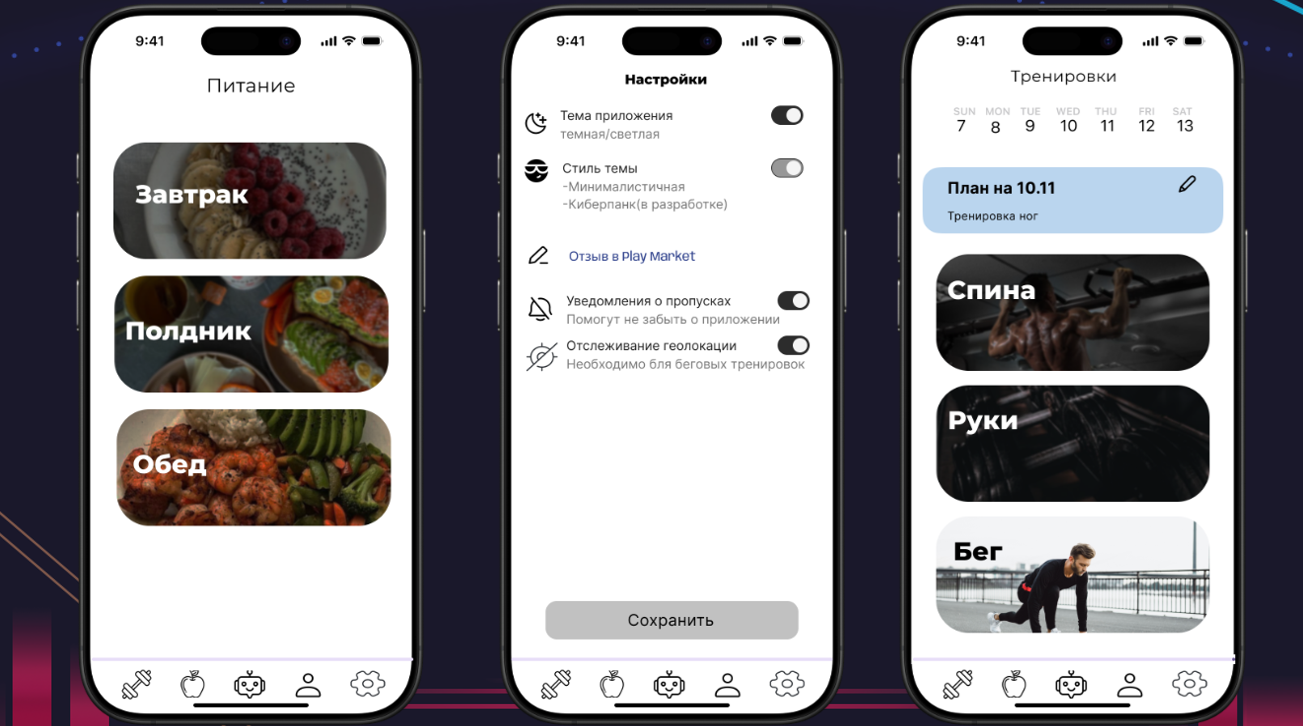 9:41
Питание
Завтрак
Полдник
Обед
9:41
Настройки
Тема приложения
темная/светлая
Стиль темы
-Минималистичная
-Киберпанк(в разработке)
Отзыв в Play Market
Уведомления о пропусках
Помогут не забыть о приложении
Отслеживание геолокации
Необходимо бля беговых тренировок
Сохранить
9:41
Тренировки
SUN MON TUE WED THU FRI SAT
7 8 9 10 11 12 13
План на 10.11
Тренировка ног
Спина
Руки
Бег